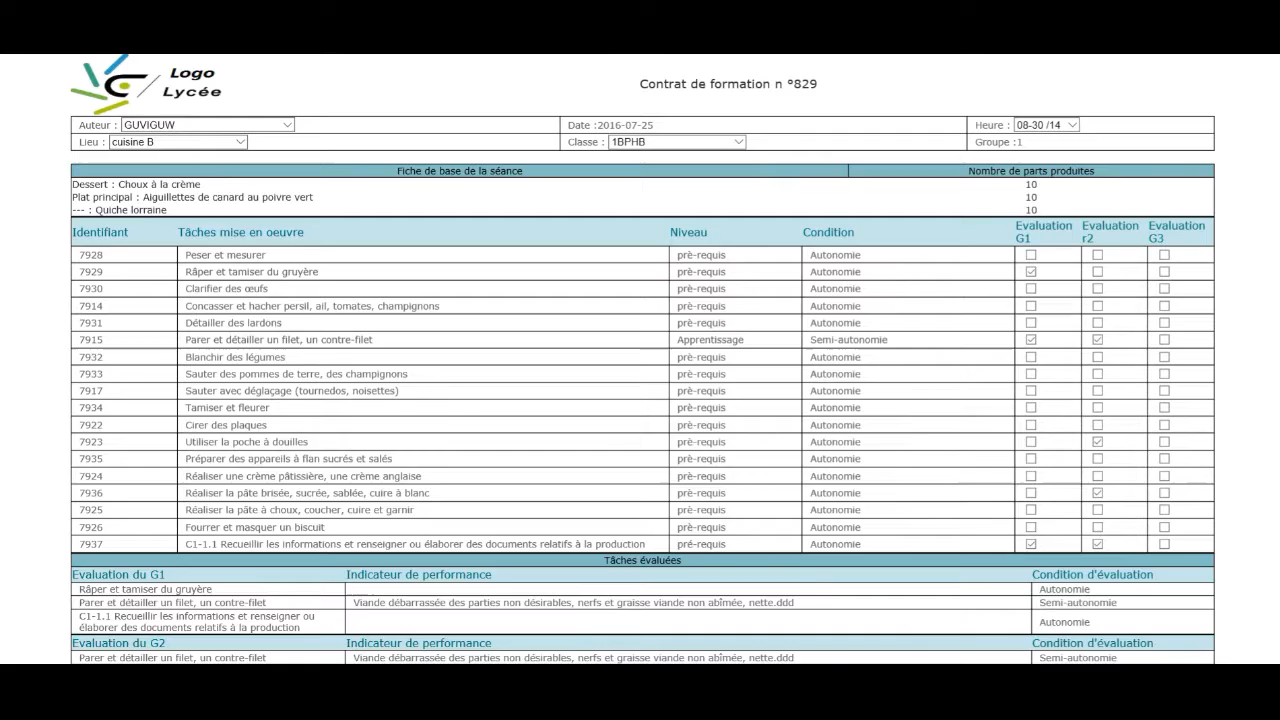 Logo
Lycée
Contrat de formation n °829
Auteur : GUVIGUW Date :2016-07-25 Heure : 08-30 /14
Lieu : cuisine B Classe : 1BPHB Groupe :1
Fiche de base de la séance Nombre de parts produites
Dessert : Choux à la crème 10
Plat principal : Aiguillettes de canard au poivre vert 10
--- : Quiche lorraine 10
Identifiant Tâches mise en oeuvre Niveau Condition Evaluation G1 Evaluation r2 Evaluation G3
7928 Peser et mesurer prè-requis Autonomie
7929 Râper et tamiser du gruyère prè-requis Autonomie
7930 Clarifier des œufs prè-requis Autonomie
7914 Concasser et hacher persil, ail, tomates, champignons prè-requis Autonomie
7931 Détailler des lardons prè-requis Autonomie
7915 Parer et détailler un filet, un contre-filet Apprentissage Semi-autonomie
7932 Blanchir des légumes prè-requis Autonomie
7933 Sauter des pommes de terre, des champignons prè-requis Autonomie
7917 Sauter avec déglaçage (tournedos, noisettes) prè-requis Autonomie
7934 Tamiser et fleurer prè-requis Autonomie
7922 Cirer des plaques prè-requis Autonomie
7923 Utiliser la poche à douilles prè-requis Autonomie
7935 Préparer des appareils à flan sucrés et salés prè-requis Autonomie
7924 Réaliser une crème pâtissière, une crème anglaise prè-requis Autonomie
7936 Réaliser la pâte brisée, sucrée, sablée, cuire à blanc prè-requis Autonomie
7925 Réaliser la pâte à choux, coucher, cuire et garnir prè-requis Autonomie
7926 Fourrer et masquer un biscuit prè-requis Autonomie
7937 C1-1.1 Recueillir les informations et renseigner ou élaborer des documents relatifs à la production pré-requis Autonomie
Tâches évaluées
Evaluation du G1 Indicateur de performance Condition d'évaluation
Râper et tamiser du gruyère Autonomie
Parer et détailler un filet, un contre-filet Viande débarrassée des parties non désirables, nerfs et graisse viande non abîmée, nette.ddd Semi-autonomie
C1-1.1 Recueillir les informations et renseigner ou
élaborer des documents relatifs à la production Autonomie
Evaluation du G2 Indicateur de performance Condition d'évaluation
Parer et détailler un filet, un contre-filet Viande débarrassée des parties non désirables, nerfs et graisse viande non abîmée, nette.ddd Semi-autonomie